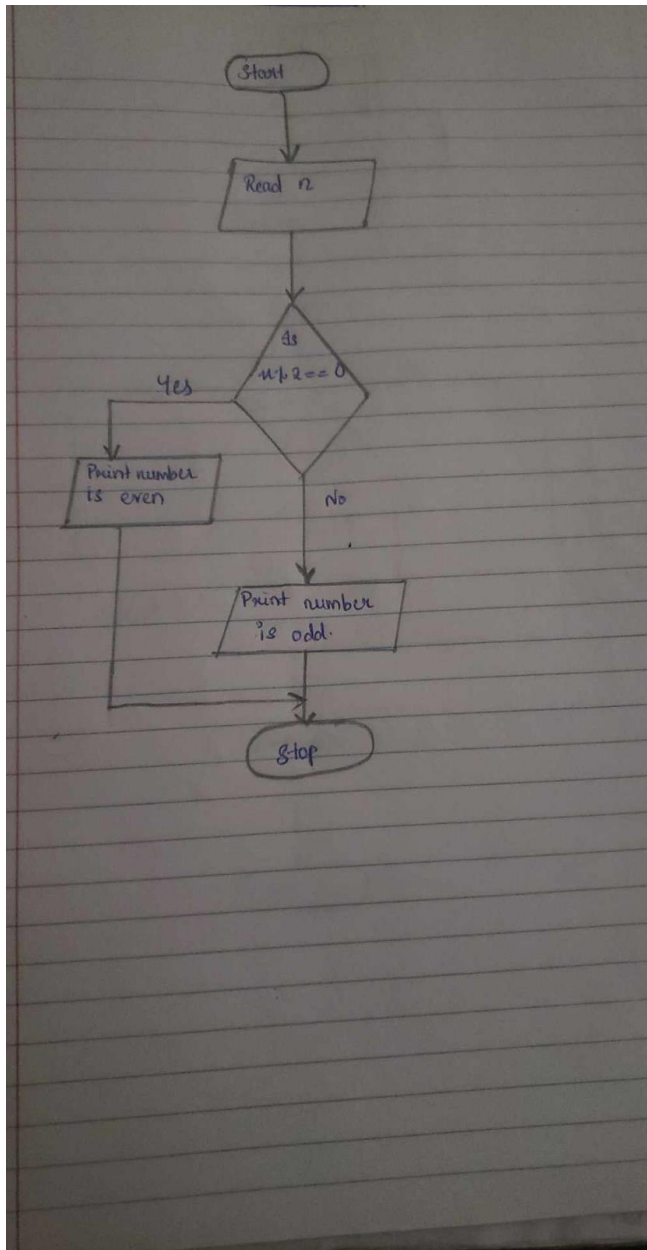 Start
Read n
Is
n%2==0
Yes
Print number
is even
No
Print number
is odd.
Stop